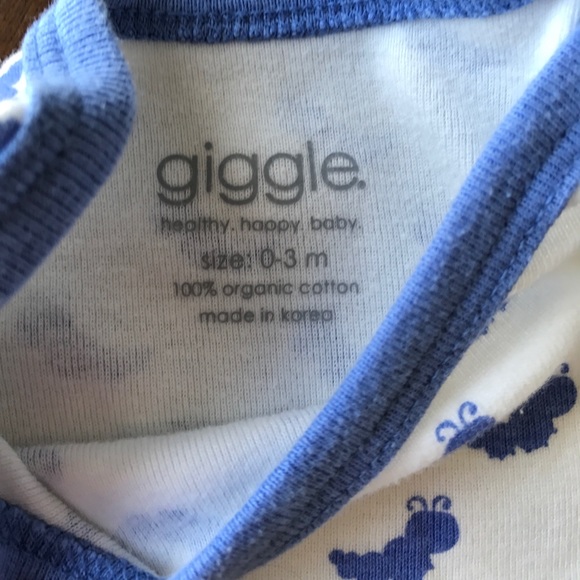 giggle.
healthy. happy. baby.
size: 0-3 m
100% organic cotton
made in korea